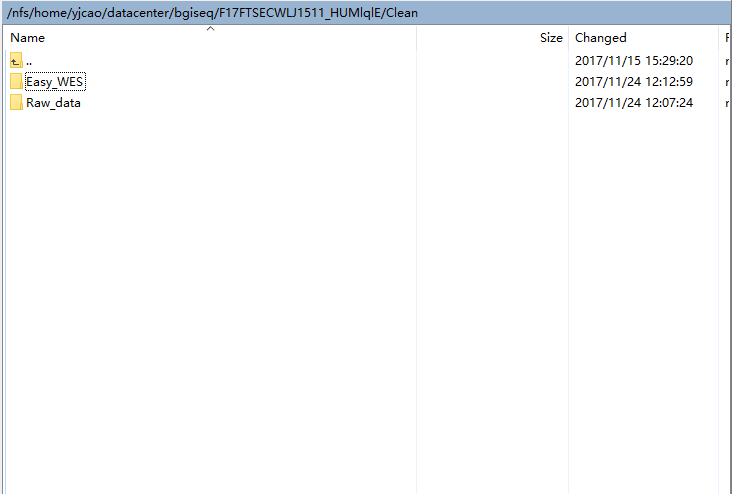 /nfs/home/yjcao/datacenter/bgiseq/F17FTSECWLJ1511_HUMlqlE/Clean
Name Size Changed
.. 2017/11/15 15:29:20
Easy_WES 2017/11/24 12:12:59
Raw_data 2017/11/24 12:07:24